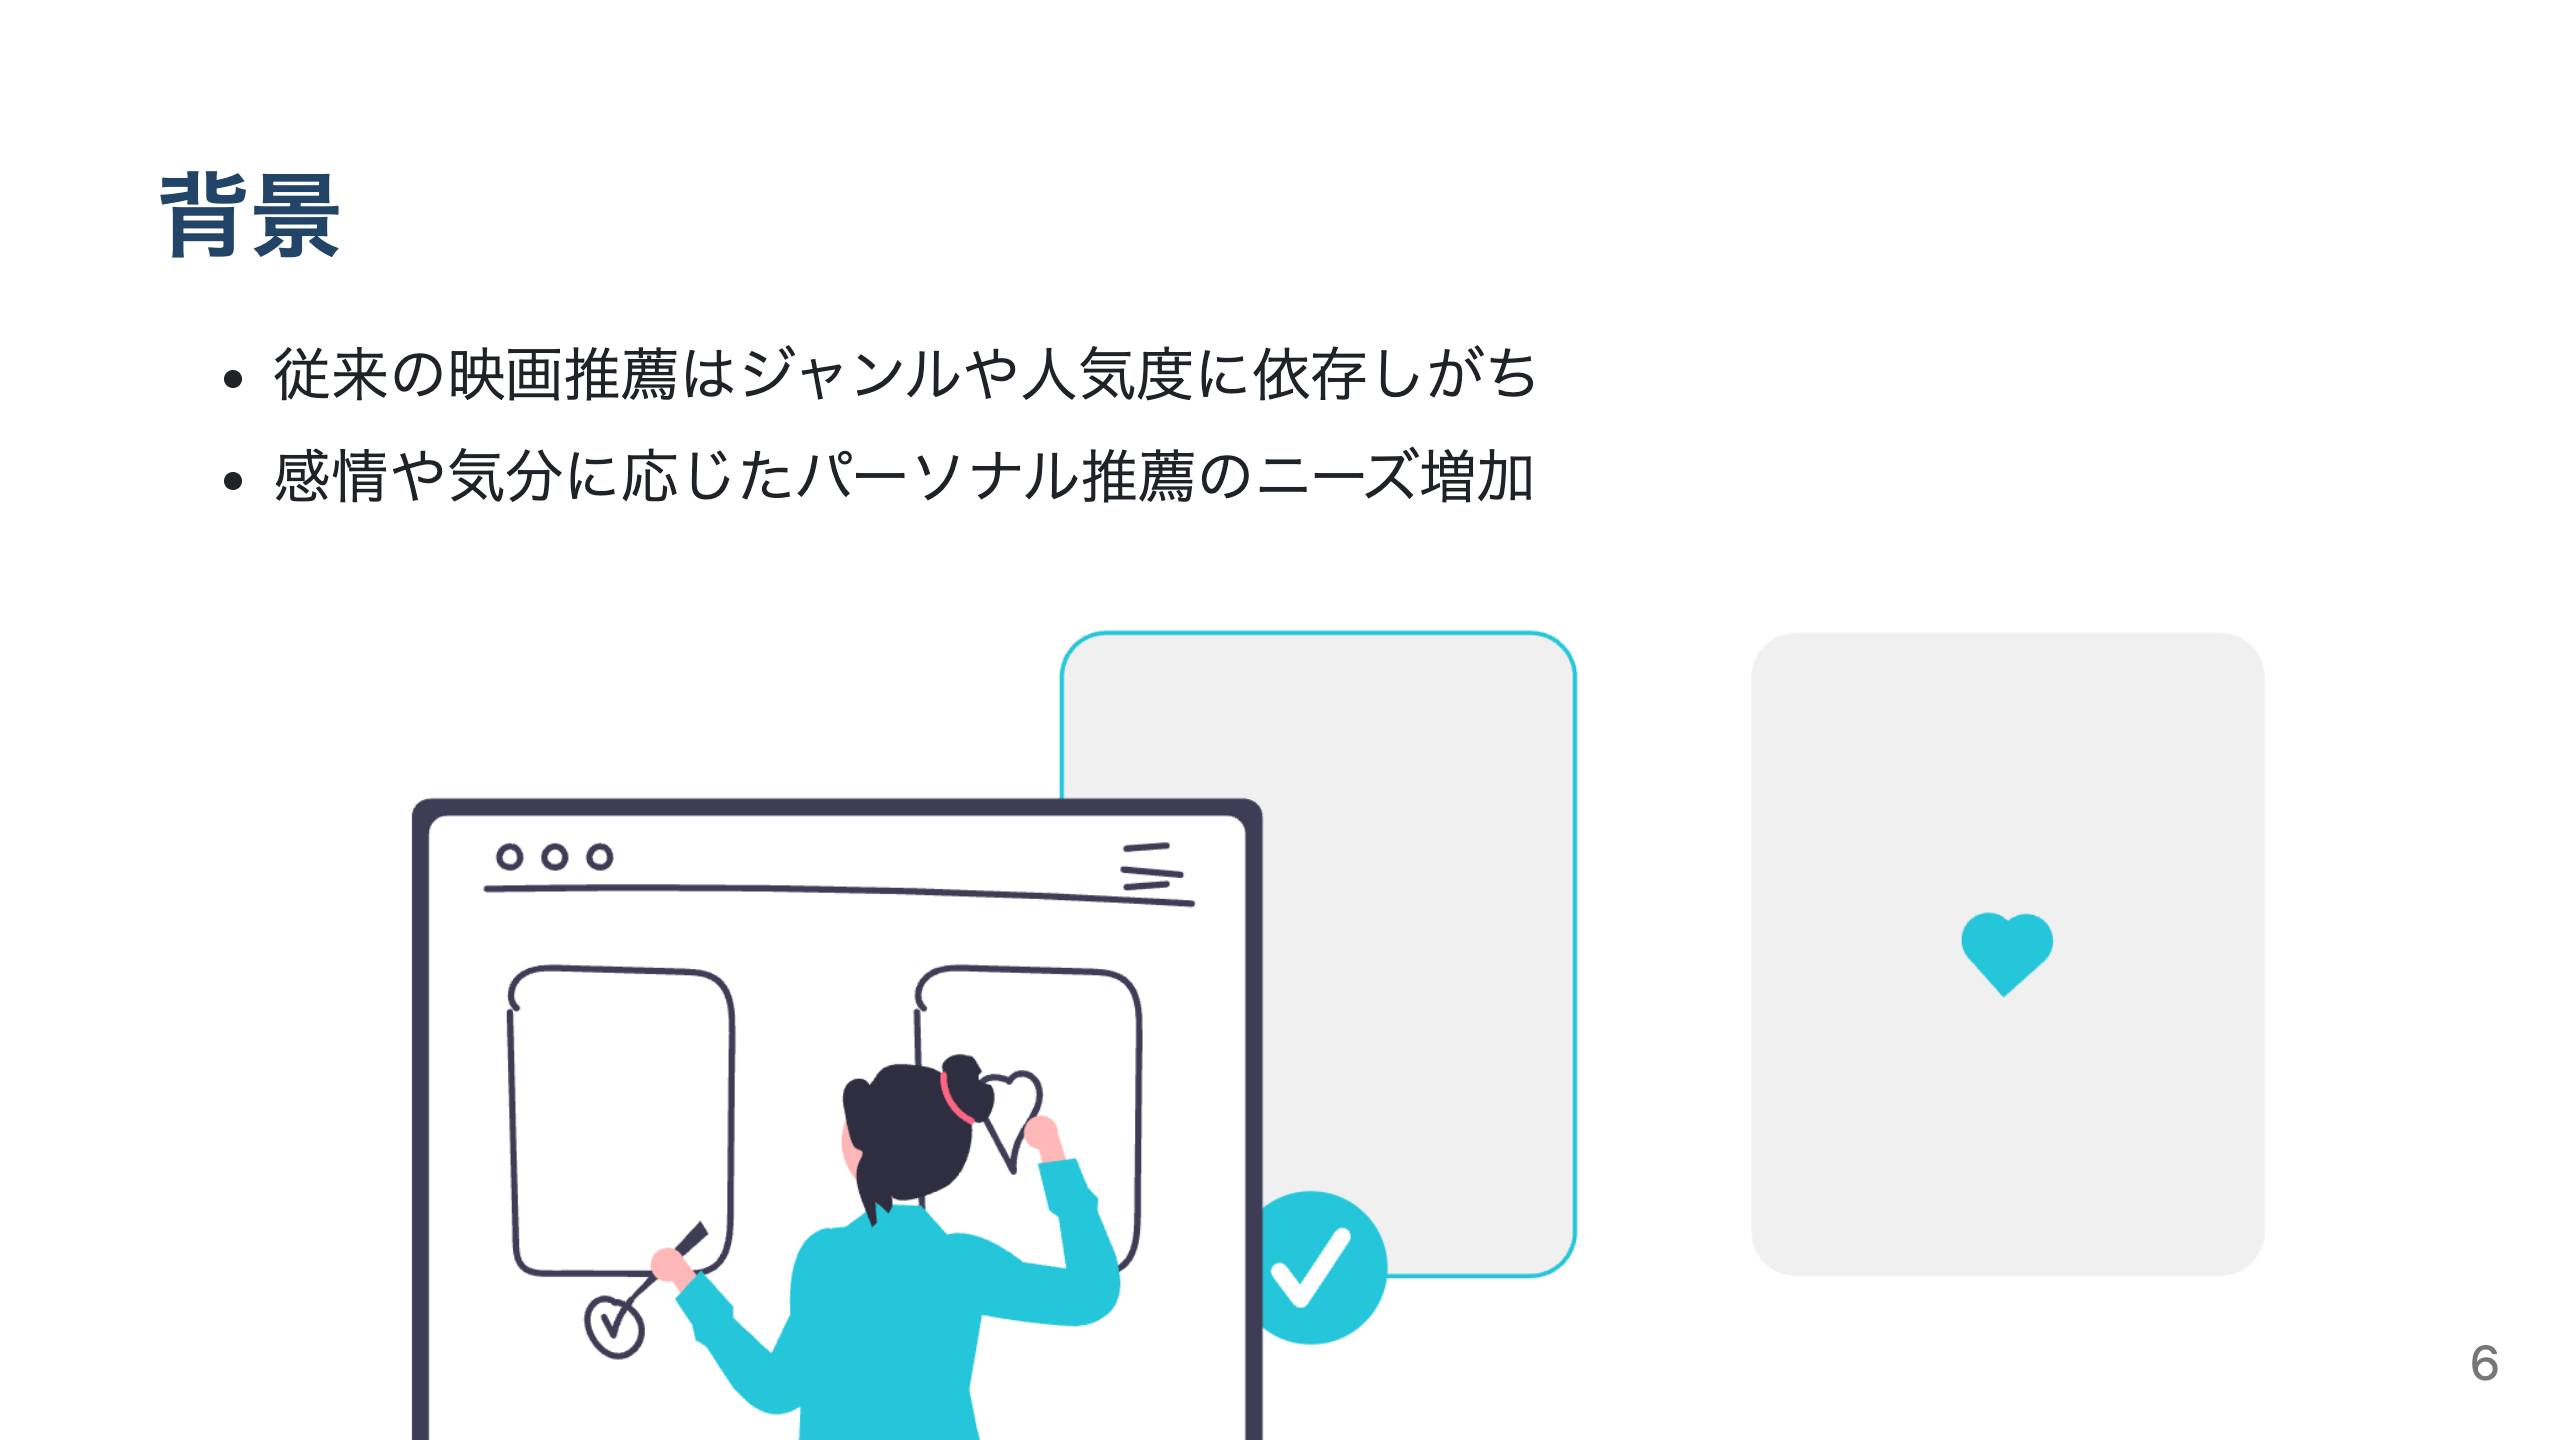 背景
• 従来の映画推薦はジャンルや人気度に依存しがち
• 感情や気分に応じたパーソナル推薦のニーズ増加
6